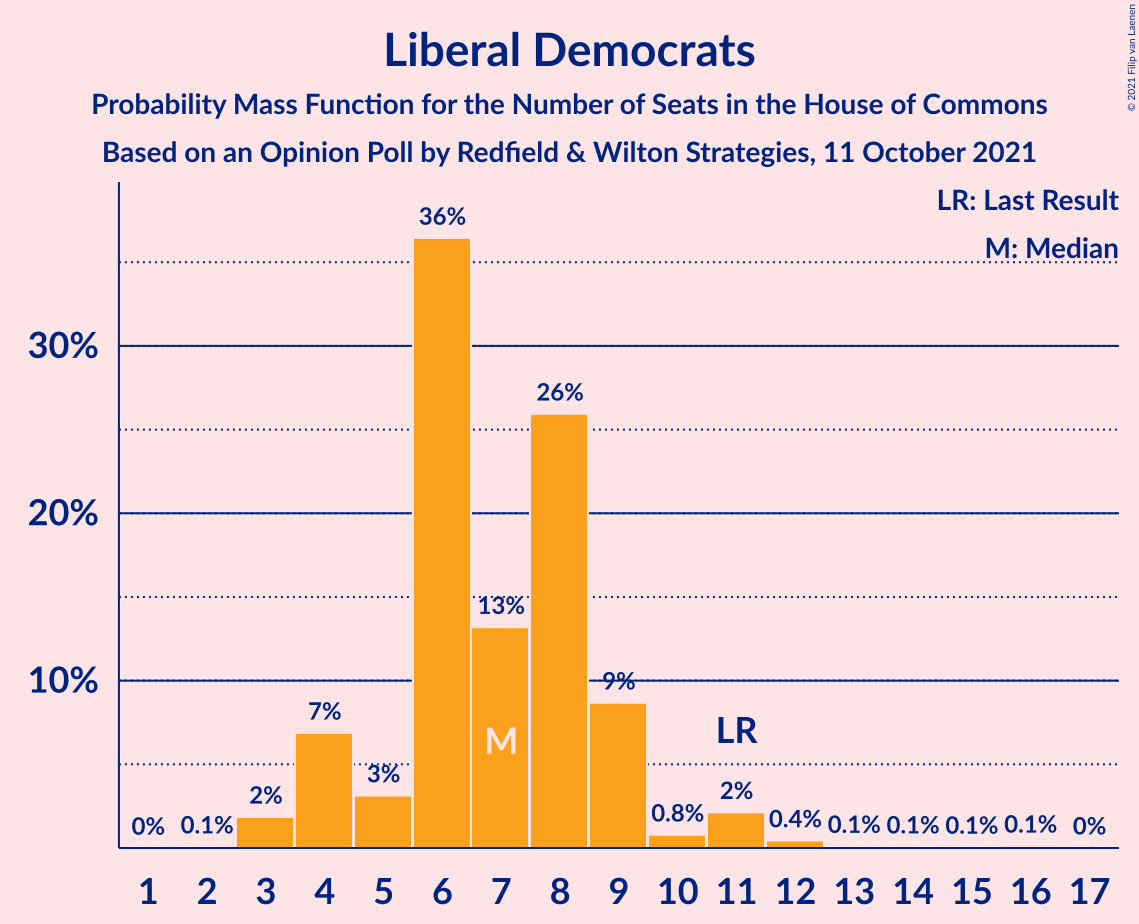 Liberal Democrats
Probability Mass Function for the Number of Seats in the House of Commons
Based on an Opinion Poll by Redfield & Wilton Strategies, 11 October 2021
© 2021 Filip van Laenen
LR: Last Result
M: Median
36%
30%
26%
20%
13%
10%
9%
7%
M
LR
3%
2%
2%
0.8%
0.4%
0% 0.1%
0.1% 0.1% 0.1% 0.1% 0%
1 2 3 4 5 6 7 8 9 10 11 12 13 14 15 16 17